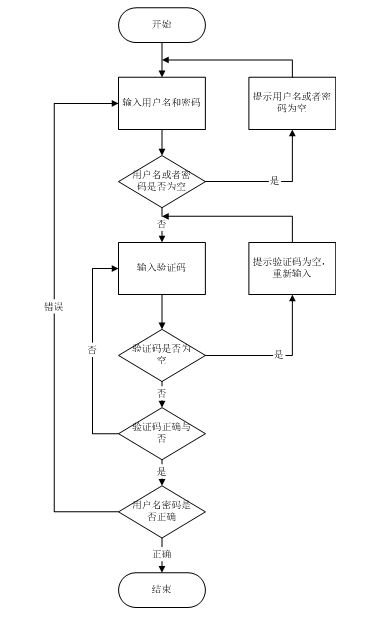 开始
输入用户名和密码
提示用户名或者密
码为空
用户名或者密
码是否为空
是
否
输入验证码
提示验证码为空，
重新输入
错误
否
验证码是否为
空
是
否
验证码正确与
否
是
用户名密码是
否正确
正确
结束